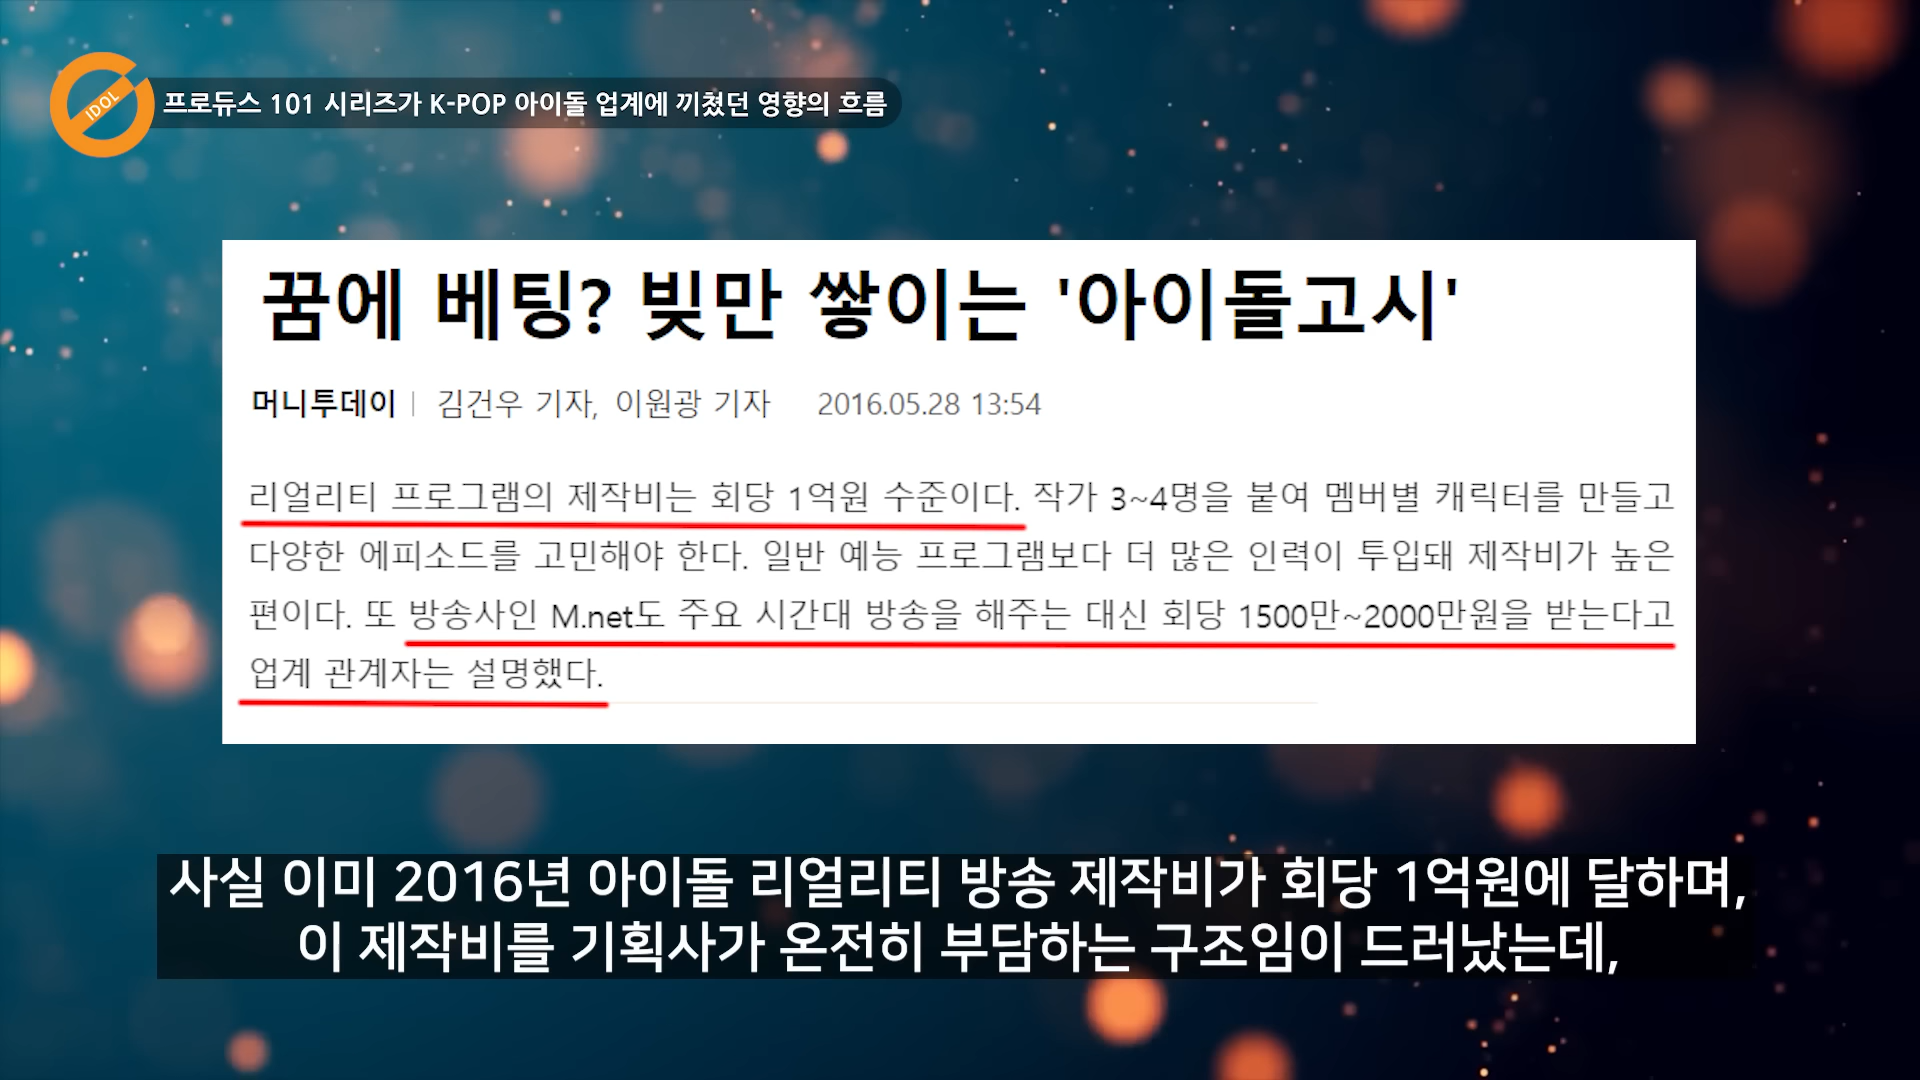 IDOL
프로듀스 101 시리즈가 K-POP 아이돌 업계에 끼쳤던 영향의 흐름
꿈에 베팅? 빚만 쌓이는 '아이돌고시'
머니투데이 | 김건우 기자, 이원광 기자 2016.05.28 13:54
리얼리티 프로그램의 제작비는 회당 1억원 수준이다. 작가 3~4명을 붙여 멤버별 캐릭터를 만들고
다양한 에피소드를 고민해야 한다. 일반 예능 프로그램보다 더 많은 인력이 투입돼 제작비가 높은
편이다. 또 방송사인 M.net도 주요 시간대 방송을 해주는 대신 회당 1500만~2000만원을 받는다고
업계 관계자는 설명했다.
사실 이미 2016년 아이돌 리얼리티 방송 제작비가 회당 1억원에 달하며,
이 제작비를 기획사가 온전히 부담하는 구조임이 드러났는데,